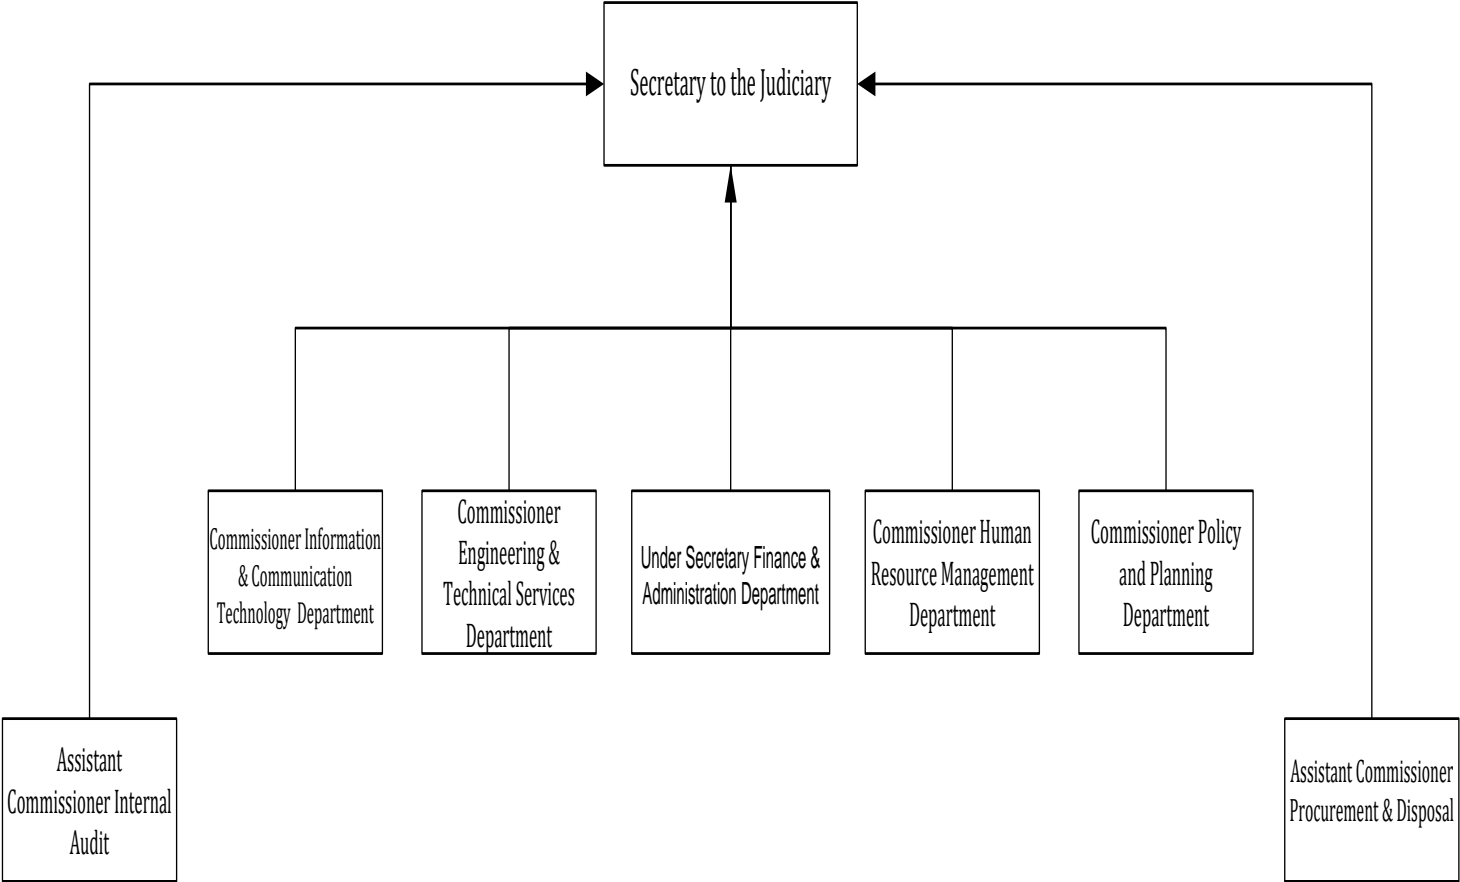 Secretary to the Judiciary
Commissioner Information
& Communication
Technology Department
Commissioner
Engineering &
Technical Services
Department
Under Secretary Finance &
Administration Department
Commissioner Human
Resource Management
Department
Commissioner Policy
and Planning
Department
Assistant
Commissioner Internal
Audit
Assistant Commissioner
Procurement & Disposal